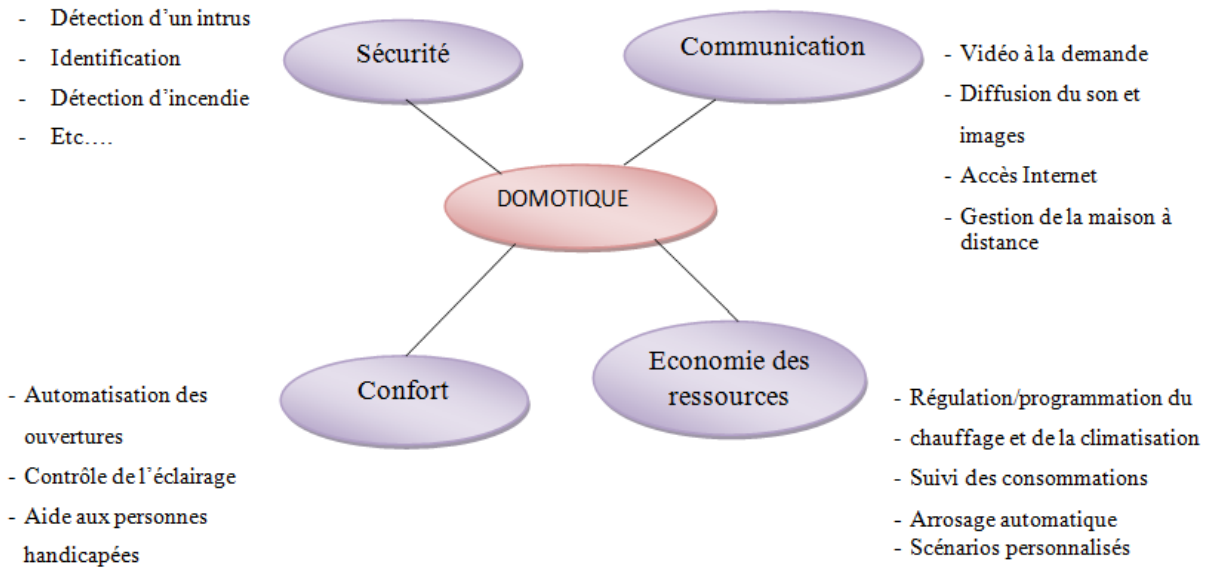 - Détection d'un intrus
- Identification
- Détection d'incendie
- Etc....
Sécurité
Communication
- Vidéo à la demande
- Diffusion du son et
images
- Accès Internet
- Gestion de la maison à
distance
DOMOTIQUE
Confort
- Automatisation des
ouvertures
- Contrôle de l'éclairage
- Aide aux personnes
handicapées
Economie des
ressources
- Régulation/programmation du
- chauffage et de la climatisation
- Suivi des consommations
- Arrosage automatique
- Scénarios personnalisés